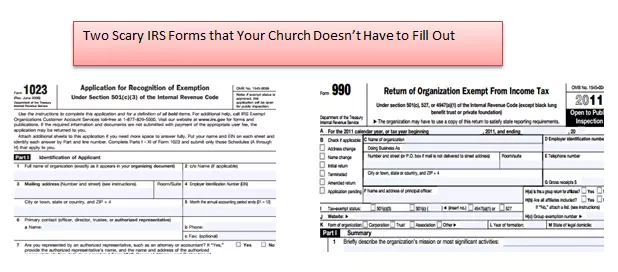 Two Scary IRS Forms that Your Church Doesn't Have to Fill Out
Form 1023
(Rev. June 2006)
Department of the Treasury
Internal Revenue Service
Application for Recognition of Exemption
Under Section 501(c)(3) of the Internal Revenue Code
OMB No. 1545-0056
Note: If exempt status is
approved, this
application will be open
for public inspection.
Use the instructions to complete this application and for a definition of all bold items. For additional help, call IRS Exempt
Organizations Customer Account Services toll-free at 1-877-829-5500. Visit our website at www.irs.gov for forms and
publications. If the required information and documents are not submitted with payment of the appropriate user fee, the
application may be returned to you.
Attach additional sheets to this application if you need more space to answer fully. Put your name and EIN on each sheet and
identify each answer by Part and line number. Complete Parts I - XI of Form 1023 and submit only those Schedules (A through
H) that apply to you.
Part I Identification of Applicant
1 Full name of organization (exactly as it appears in your organizing document)
2 c/o Name (if applicable)
3 Mailing address (Number and street) (see instructions)
Room/Suite
4 Employer Identification Number (EIN)
City or town, state or country, and ZIP + 4
5 Month the annual accounting period ends (01 – 12)
6 Primary contact (officer, director, trustee, or authorized representative)
a Name:
b Phone:
c Fax: (optional)
7 Are you represented by an authorized representative, such as an attorney or accountant? If "Yes,"
provide the authorized representative's name, and the name and address of the authorized
Yes No
Form 990
Department of the Treasury
Internal Revenue Service
Return of Organization Exempt From Income Tax
Under section 501(c), 527, or 4947(a)(1) of the Internal Revenue Code (except black lung
benefit trust or private foundation)
► The organization may have to use a copy of this return to satisfy state reporting requirements.
OMB No. 1545-00
2011
Open to Publ
Inspection
A For the 2011 calendar year, or tax year beginning , 2011, and ending , 20
B Check if applicable:
Address change
Name change
Initial return
Terminated
Amended return
Application pending
C Name of organization
Doing Business As
Number and street (or P.O. box if mail is not delivered to street address)
Room/suite
City or town, state or country, and ZIP + 4
F Name and address of principal officer:
D Employer identification number
E Telephone number
G Gross receipts $
H(a) Is this a group return for affiliates? Yes
H(b) Are all affiliates included? Yes
If "No," attach a list. (see instructions)
I Tax-exempt status: 501(c)(3) 501(c) ( ) ◄ (insert no.) 4947(a)(1) or 527
J Website: ►
H(c) Group exemption number ►
K Form of organization: Corporation Trust Association Other ►
L Year of formation:
M State of legal domicile:
Part I Summary
1 Briefly describe the organization's mission or most significant activities: